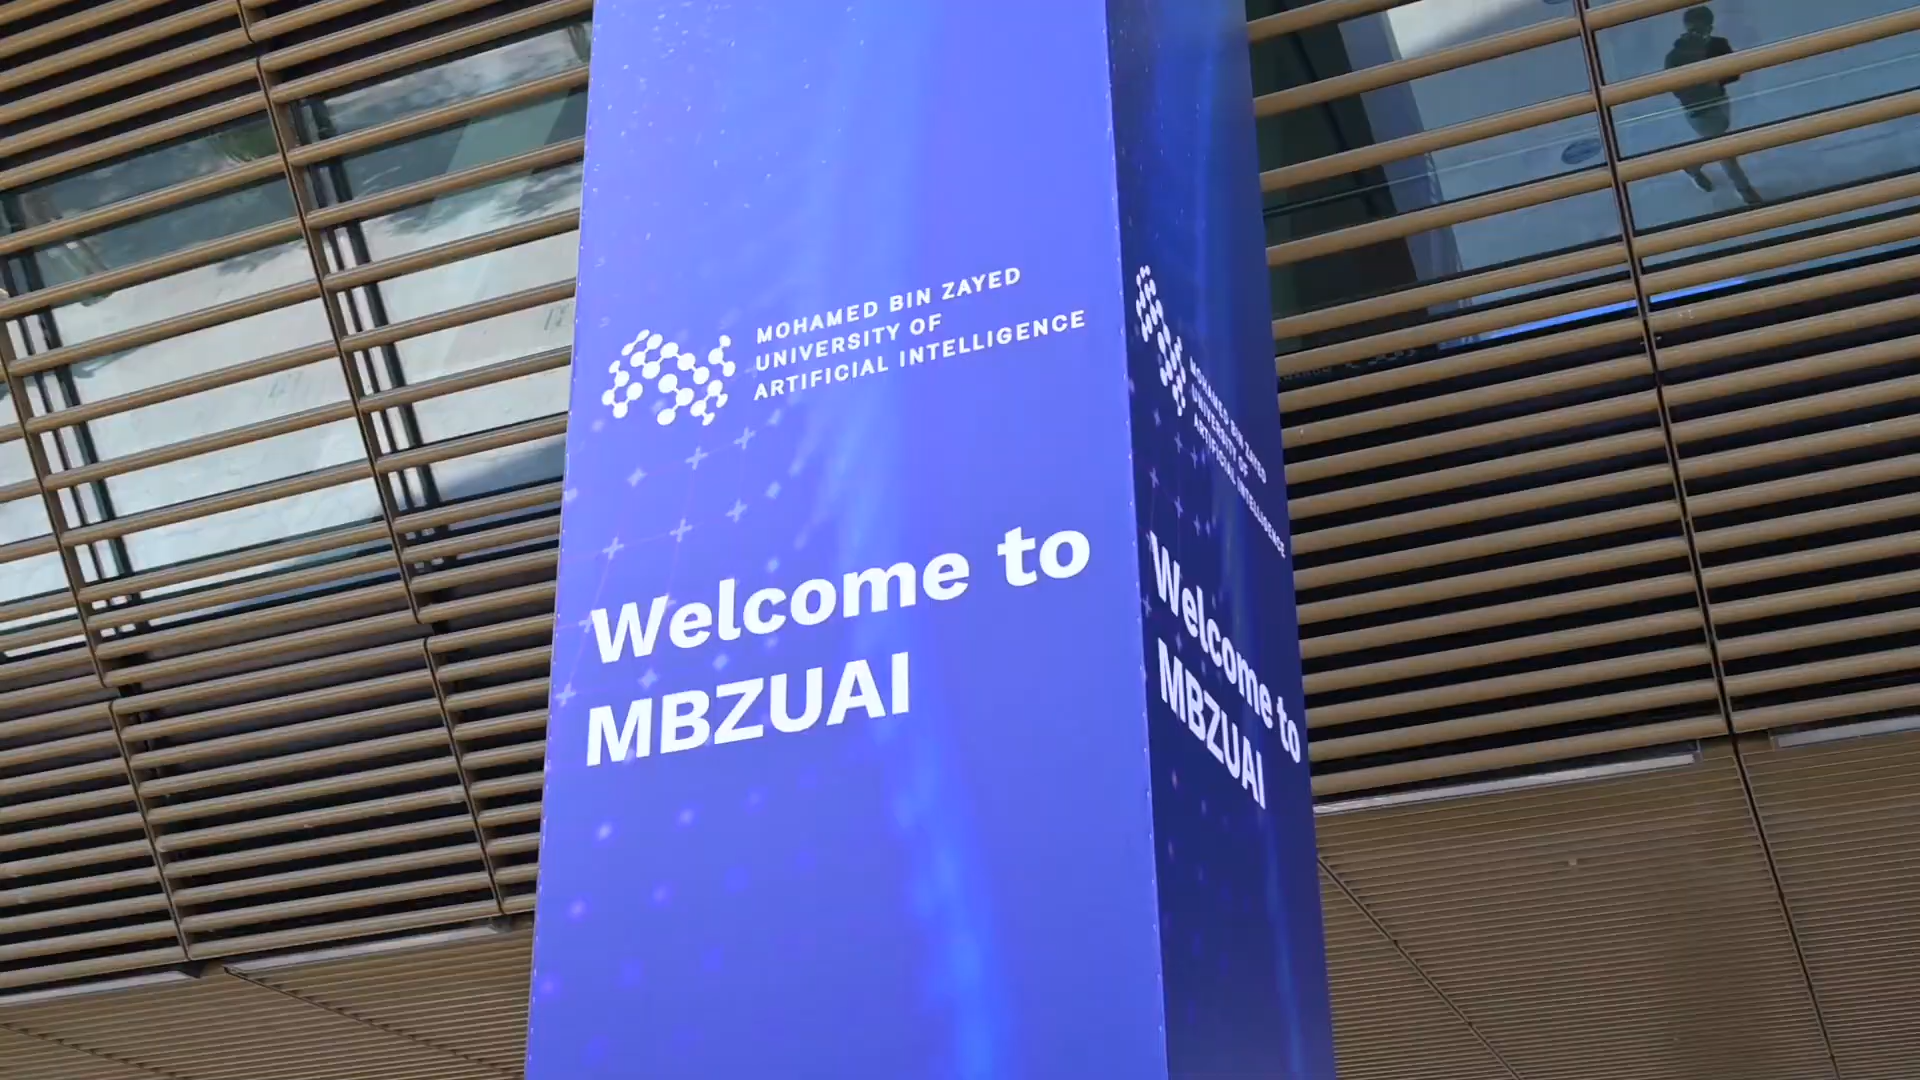 MOHAMED BIN ZAYED
UNIVERSITY OF
ARTIFICIAL INTELLIGENCE
Welcome to
MBZUAI
MOHAMED BIN ZAYED
UNIVERSITY OF
ARTIFICIAL INTELLIGENCE
Welcome to
MBZUAI